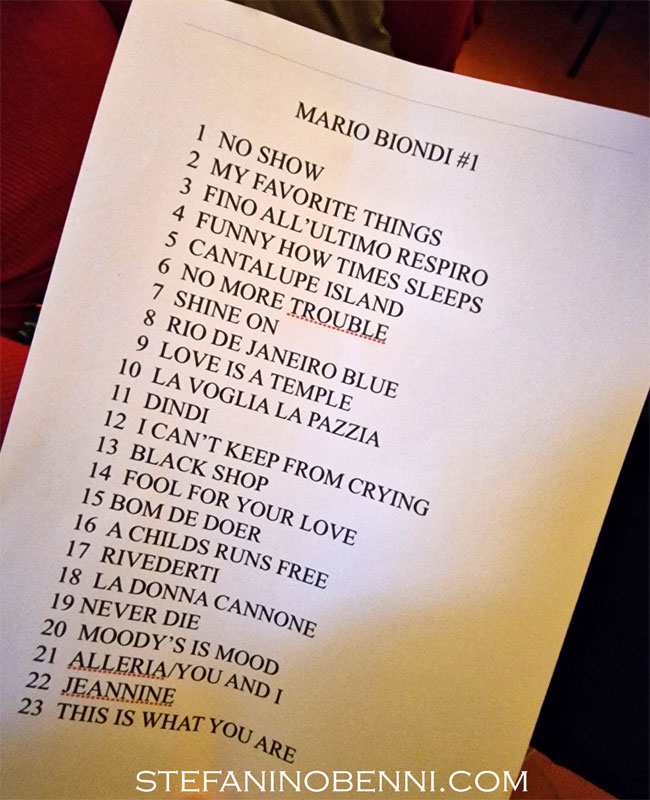 MARIO BIONDI #1
1 NO SHOW
2 MY FAVORITE THINGS
3 FINO ALL'ULTIMO RESPIRO
4 FUNNY HOW TIMES SLEEPS
5 CANTALUPE ISLAND
6 NO MORE TROUBLE
7 SHINE ON
8 RIO DE JANEIRO BLUE
9 LOVE IS A TEMPLE
10 LA VOGLIA LA PAZZIA
11 DINDI
12 I CAN'T KEEP FROM CRYING
13 BLACK SHOP
14 FOOL FOR YOUR LOVE
15 BOM DE DOER
16 A CHILDS RUNS FREE
17 RIVEDERTI
18 LA DONNA CANNONE
19 NEVER DIE
20 MOODY'S IS MOOD
21 ALLERIA/YOU AND I
22 JEANNINE
23 THIS IS WHAT YOU ARE
STEFANINOBENNI.COM